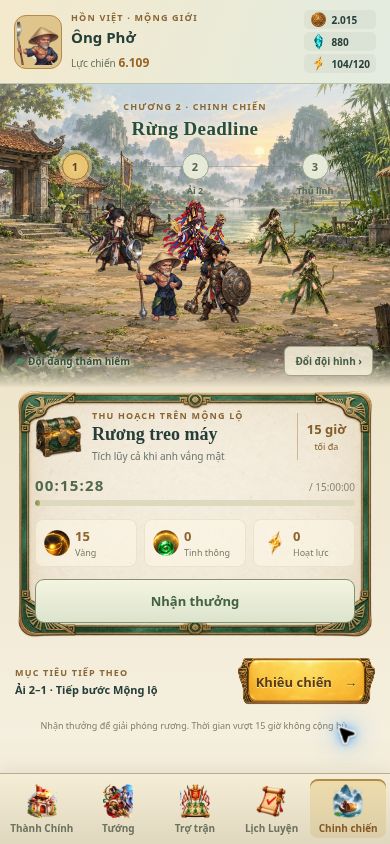 HỒN VIỆT · MỘNG GIỚI
Ông Phở
Lực chiến 6.109
2.015
880
104/120
CHƯƠNG 2 · CHINH CHIẾN
Rừng Deadline
1
2
3
Ải 2
Thủ lĩnh
Đội đang thám hiểm
Đổi đội hình ›
THU HOẠCH TRÊN MỘNG LỘ
Rương treo máy
Tích lũy cả khi anh vắng mặt
15 giờ
tối đa
00:15:28
/ 15:00:00
15
Vàng
0
Tinh thông
0
Hoạt lực
Nhận thưởng
MỤC TIÊU TIẾP THEO
Ải 2–1 · Tiếp bước Mộng lộ
Khiêu chiến →
Nhận thưởng để giải phóng rương. Thời gian vượt 15 giờ không cộng
Thành Chính
Tướng
Trợ trận
Lịch Luyện
Chinh chiến